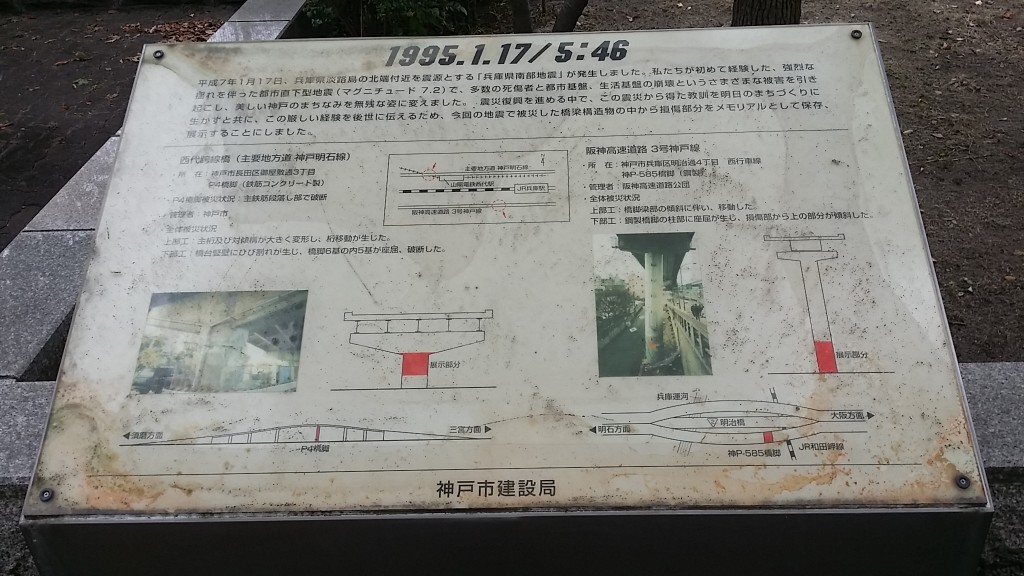 1995.1.17/5:46
平成7年1月17日、兵庫県淡路島の北端付近を震源とする「兵庫県南部地震」が発生しました。私たちが初めて経験した、強烈な
揺れを伴った都市直下型地震(マグニチュード 7.2)で、多数の死傷者と都市基盤、生活基盤の崩壊というさまざまな被害を引き
起こし、美しい神戸のまちなみを無残な姿に変えました。震災復興を進める中で、この震災から得た教訓を明日のまちづくりに
生かすと共に、この厳しい経験を後世に伝えるため、今回の地震で被災した橋梁構造物の中から損傷部分をメモリアルとして保存、
展示することにしました。
西代跨線橋(主要地方道 神戸明石線)
・所 在:神戸市長田区御屋敷通3丁目
P4橋脚(鉄筋コンクリート製)
・P4橋脚被災状況:主鉄筋段落し部で破断
・管理者:神戸市
・全体被災状況
上部工:主桁及び対傾構が大きく変形し、桁移動が生じた。
下部工:橋台竪壁にひび割れが生じ、橋脚6基の内5基が座屈、破断した。
主要地方道 神戸明石線
山陽電鉄西代駅
JR兵庫駅
阪神高速道路 3号神戸線
阪神高速道路 3号神戸線
・所 在:神戸市兵庫区明治通4丁目 西行車線
神P-585橋脚(鋼製)
・管理者:阪神高速道路公団
・全体被災状況
上部工:橋脚梁部の傾斜に伴い、移動した。
下部工:鋼製橋脚の柱部に座屈が生じ、損傷部から上の部分が傾斜した。
展示部分
展示部分
須磨方面
P4橋脚
三宮方面
兵庫運河
明石方面
明治橋
大阪方面
神P-585橋脚
JR和田岬線
神戸市建設局